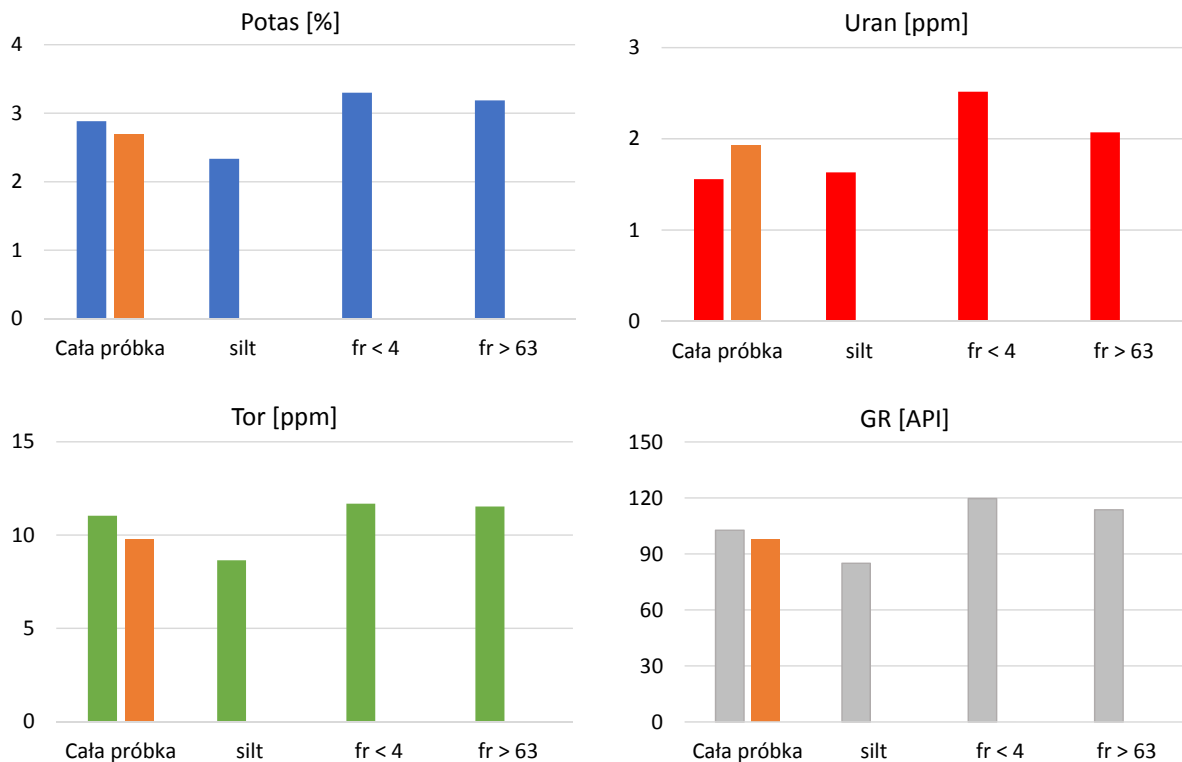 Potas [%]
4
3
2
1
0
Cała próbka silt fr < 4 fr > 63
Uran [ppm]
3
2
1
0
Cała próbka silt fr < 4 fr > 63
Tor [ppm]
15
10
5
0
Cała próbka silt fr < 4 fr > 63
GR [API]
150
120
90
60
30
0
Cała próbka silt fr < 4 fr > 63